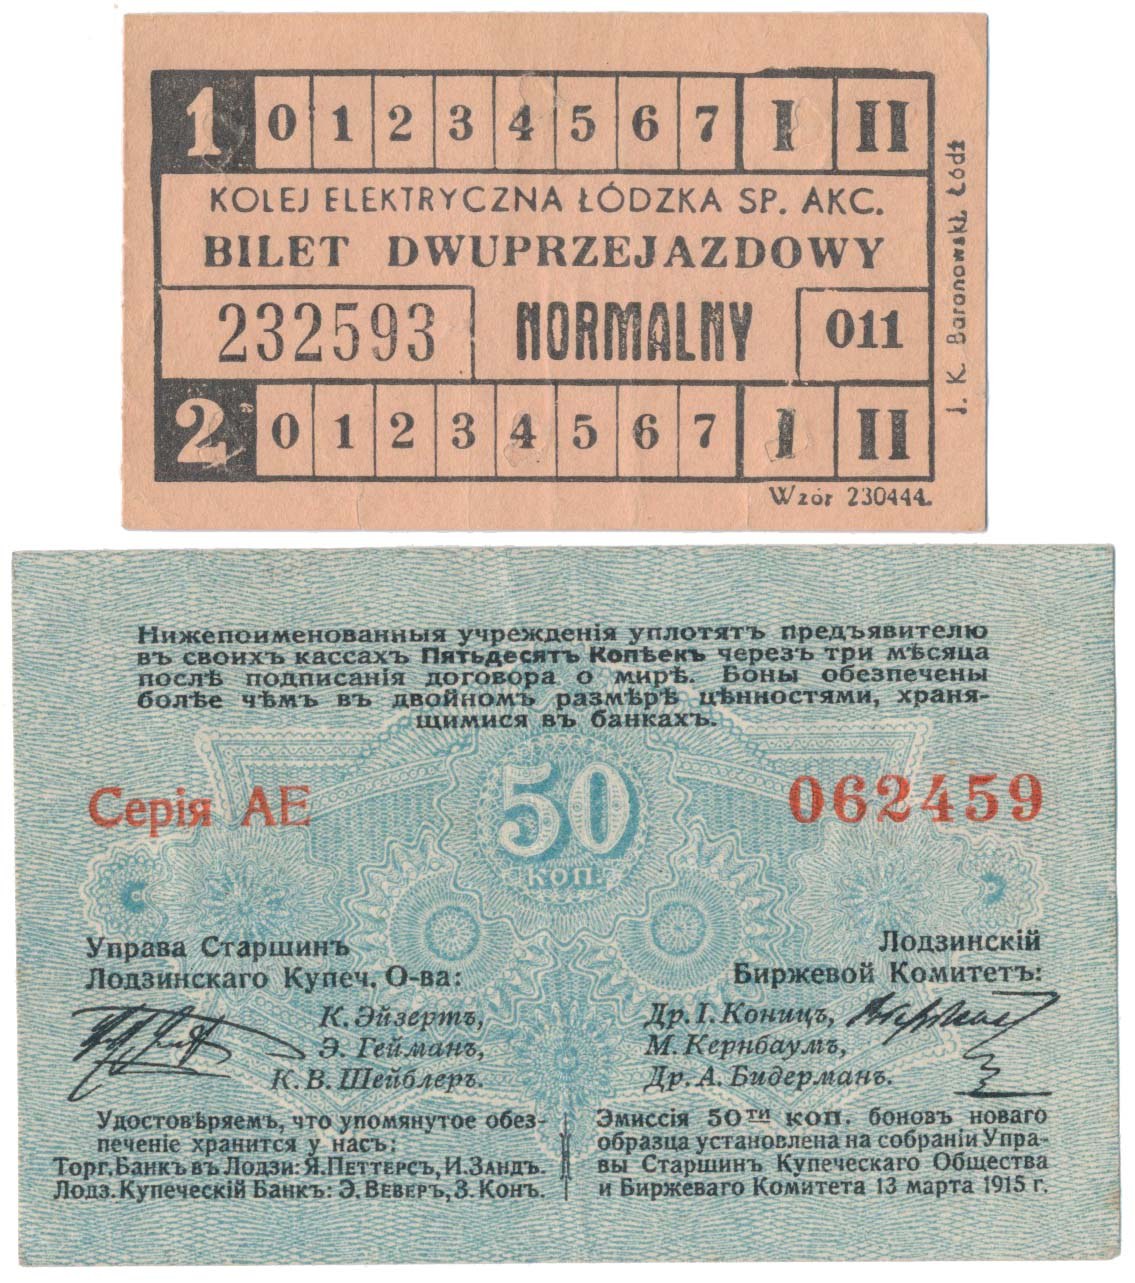 1 0 1 2 3 4 5 6 7 I II
KOLEJ ELEKTRYCZNA ŁÓDZKA SP. AKC.
BILET DWUPRZEJAZDOWY
232593 NORMALNY 011
2 0 1 2 3 4 5 6 7 I II
Wzór 230444.
J. K. Baranowski, Łódź
Нижепоименованныя учрежденія уплотятъ предъявителю
въ своихъ кассахъ Пятьдесятъ Копѣекъ черезъ три мѣсяца
послѣ подписанія договора о мирѣ. Боны обезпечены
болѣе чѣмъ въ двойномъ размѣрѣ цѣнностями, храня-
щимися въ банкахъ.
Серія АЕ 50 062459
КОП.
Управа Старшинъ
Лодзинскаго Купеч. О-ва:
К. Эйзертъ,
Э. Гейманъ,
К. В. Шейблеръ.
Лодзинскій
Биржевой Комитетъ:
Др. І. Коницъ,
М. Кернбаумъ,
Др. А. Бидерманъ.
Удостовѣряемъ, что упомянутое обез-
печеніе хранится у насъ:
Торг. Банкъ въ Лодзи: Я. Петтерсъ, И. Зандъ.
Лодз. Купеческій Банкъ: Э. Веверъ, З. Конъ.
Эмиссія 50ти коп. боновъ новаго
образца установлена на собраніи Упра-
вы Старшинъ Купеческаго Общества
и Биржеваго Комитета 13 марта 1915 г.